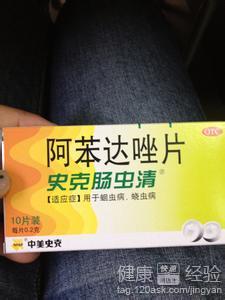 OTC
阿苯达唑片
史克肠虫清®
【适应症】用于蛔虫病、蛲虫病
10片装
每片0.2克
中美史克
健康 经验
快速
tag.120ask.com/jingyan